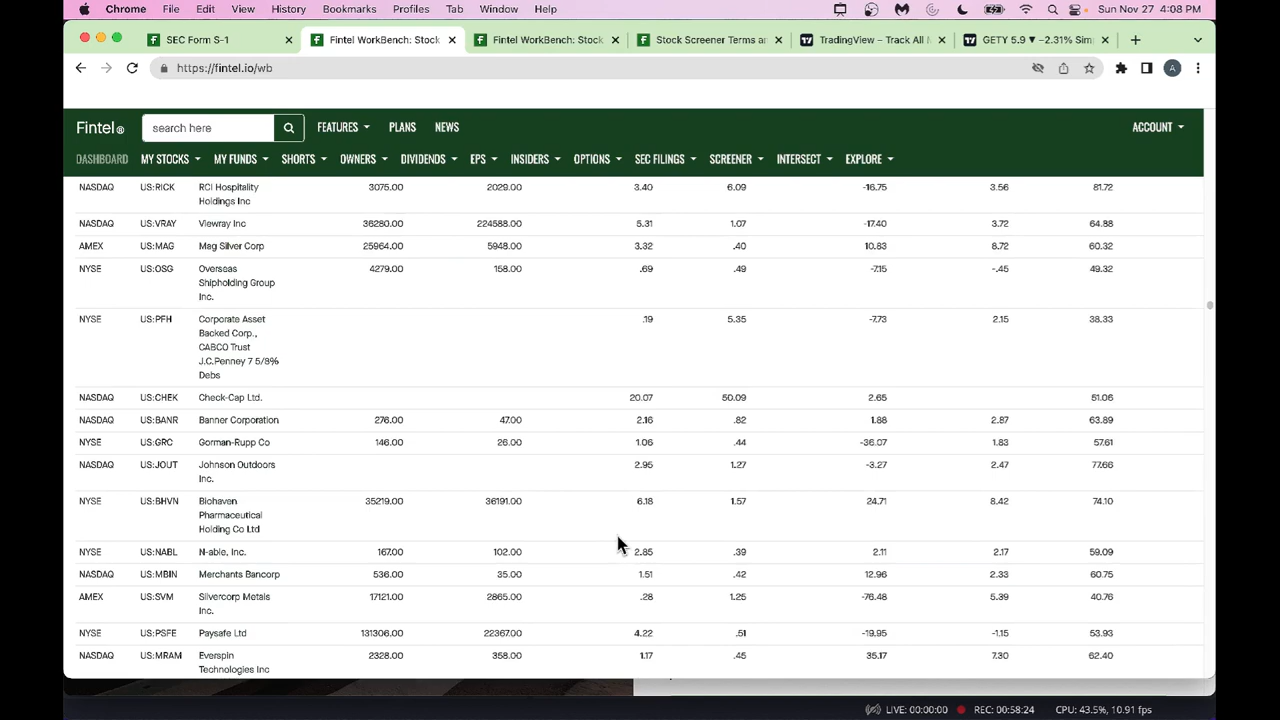 Chrome File Edit View History Bookmarks Profiles Tab Window Help Sun Nov 27 4:08 PM
SEC Form S-1 Fintel WorkBench: Stock Fintel WorkBench: Stock Stock Screener Terms a TradingView – Track All M GETY 5.9 ▼ −2.31% Sim
https://fintel.io/wb A
Fintel® search here FEATURES PLANS NEWS ACCOUNT
DASHBOARD MY STOCKS MY FUNDS SHORTS OWNERS DIVIDENDS EPS INSIDERS OPTIONS SEC FILINGS SCREENER INTERSECT EXPLORE
NASDAQ US:RICK RCI Hospitality 3075.00 2029.00 3.40 6.09 -16.75 3.56 81.72
Holdings Inc
NASDAQ US:VRAY Viewray Inc 36280.00 224588.00 5.31 1.07 -17.40 3.72 64.88
AMEX US:MAG Mag Silver Corp 25964.00 5948.00 3.32 .40 10.83 8.72 60.32
NYSE US:OSG Overseas 4279.00 158.00 .69 .49 -7.15 -.45 49.32
Shipholding Group
Inc.
NYSE US:PFH Corporate Asset .19 5.35 -7.73 2.15 38.33
Backed Corp.,
CABCO Trust
J.C.Penney 7 5/8%
Debs
NASDAQ US:CHEK Check-Cap Ltd. 20.07 50.09 2.65 51.06
NASDAQ US:BANR Banner Corporation 276.00 47.00 2.16 .82 1.88 2.87 63.89
NYSE US:GRC Gorman-Rupp Co 146.00 26.00 1.06 .44 -36.07 1.83 57.61
NASDAQ US:JOUT Johnson Outdoors 2.95 1.27 -3.27 2.47 77.66
Inc.
NYSE US:BHVN Biohaven 35219.00 36191.00 6.18 1.57 24.71 8.42 74.10
Pharmaceutical
Holding Co Ltd
NYSE US:NABL N-able, Inc. 167.00 102.00 2.85 .39 2.11 2.17 59.09
NASDAQ US:MBIN Merchants Bancorp 536.00 35.00 1.51 .42 12.96 2.33 60.75
AMEX US:SVM Silvercorp Metals 17121.00 2865.00 .28 1.25 -76.48 5.39 40.76
Inc.
NYSE US:PSFE Paysafe Ltd 131306.00 22367.00 4.22 .51 -19.95 -1.15 53.93
NASDAQ US:MRAM Everspin 2328.00 358.00 1.17 .45 35.17 7.30 62.40
Technologies Inc
LIVE: 00:00:00 REC: 00:58:24 CPU: 43.5%, 10.91 fps